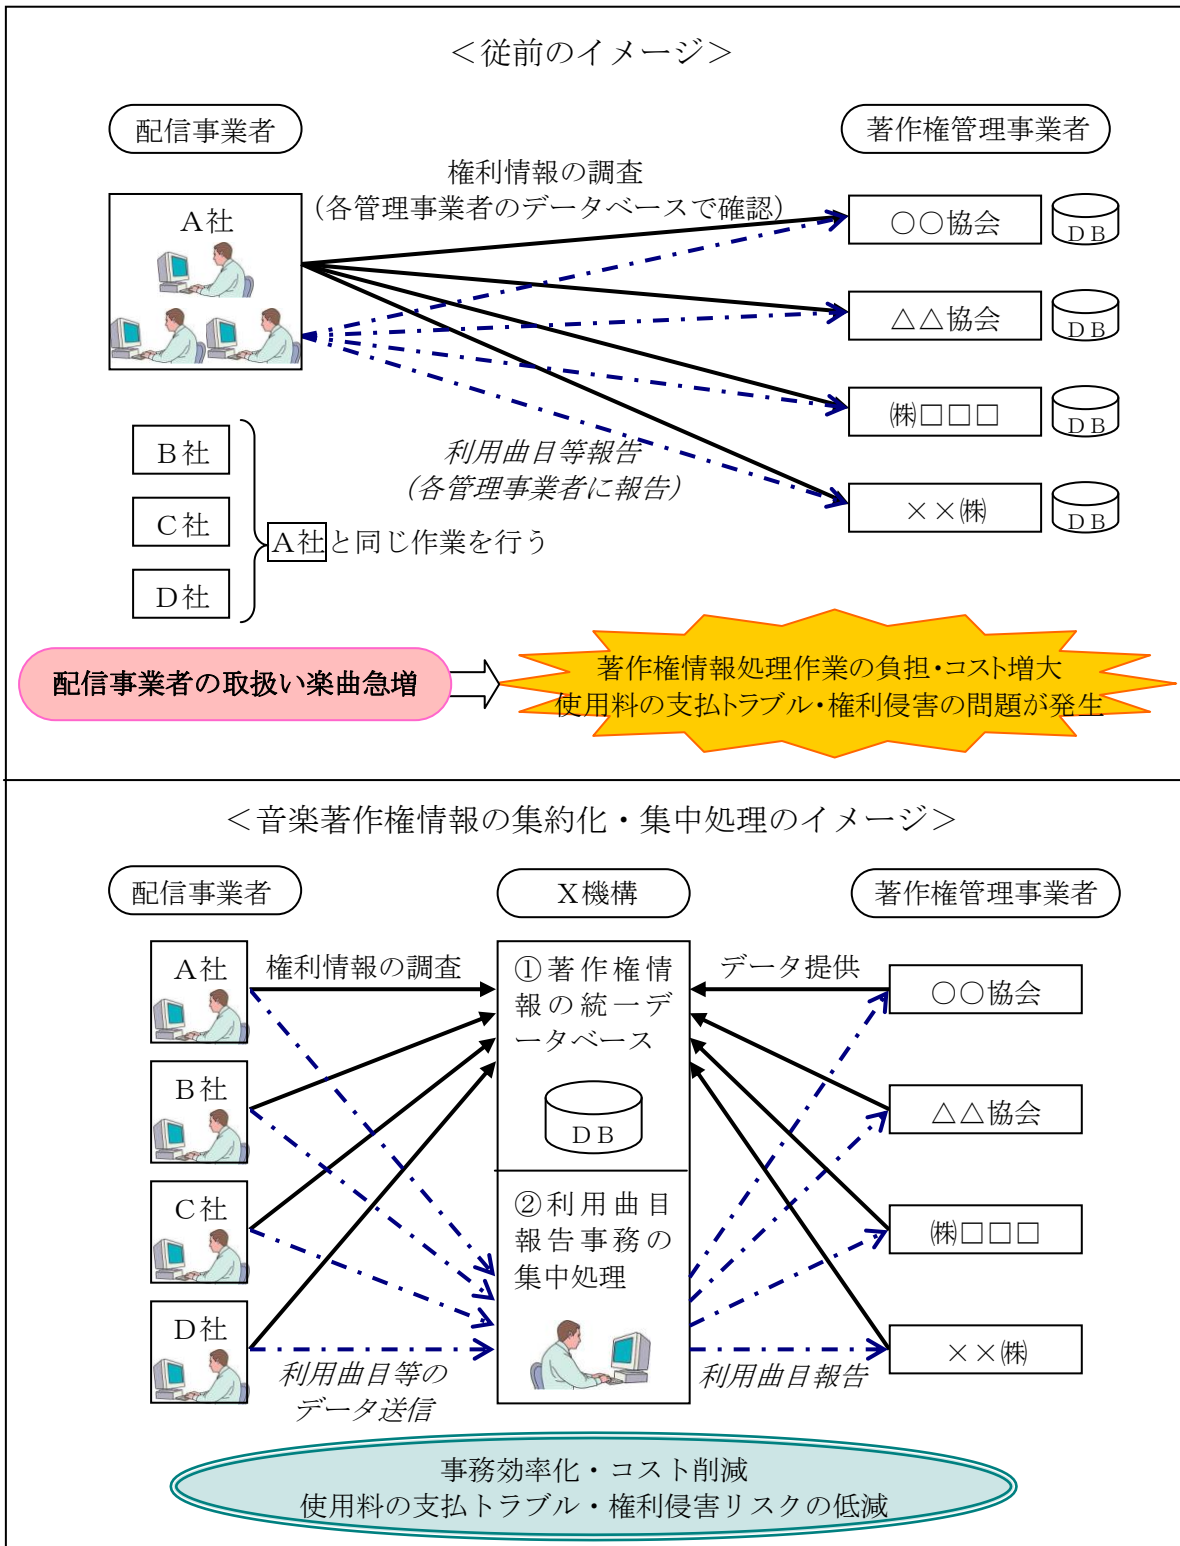 ＜従前のイメージ＞
配信事業者
著作権管理事業者
権利情報の調査
（各管理事業者のデータベースで確認）
Ａ社
○○協会
ＤＢ
△△協会
ＤＢ
㈱□□□
ＤＢ
××㈱
ＤＢ
利用曲目等報告
（各管理事業者に報告）
Ｂ社
Ｃ社
Ｄ社
Ａ社と同じ作業を行う
配信事業者の取扱い楽曲急増
著作権情報処理作業の負担・コスト増大
使用料の支払トラブル・権利侵害の問題が発生
＜音楽著作権情報の集約化・集中処理のイメージ＞
配信事業者
Ｘ機構
著作権管理事業者
Ａ社
Ｂ社
Ｃ社
Ｄ社
権利情報の調査
利用曲目等の
データ送信
①著作権情
報の統一デ
ータベース
ＤＢ
②利用曲目
報告事務の
集中処理
データ提供
利用曲目報告
○○協会
△△協会
㈱□□□
××㈱
事務効率化・コスト削減
使用料の支払トラブル・権利侵害リスクの低減